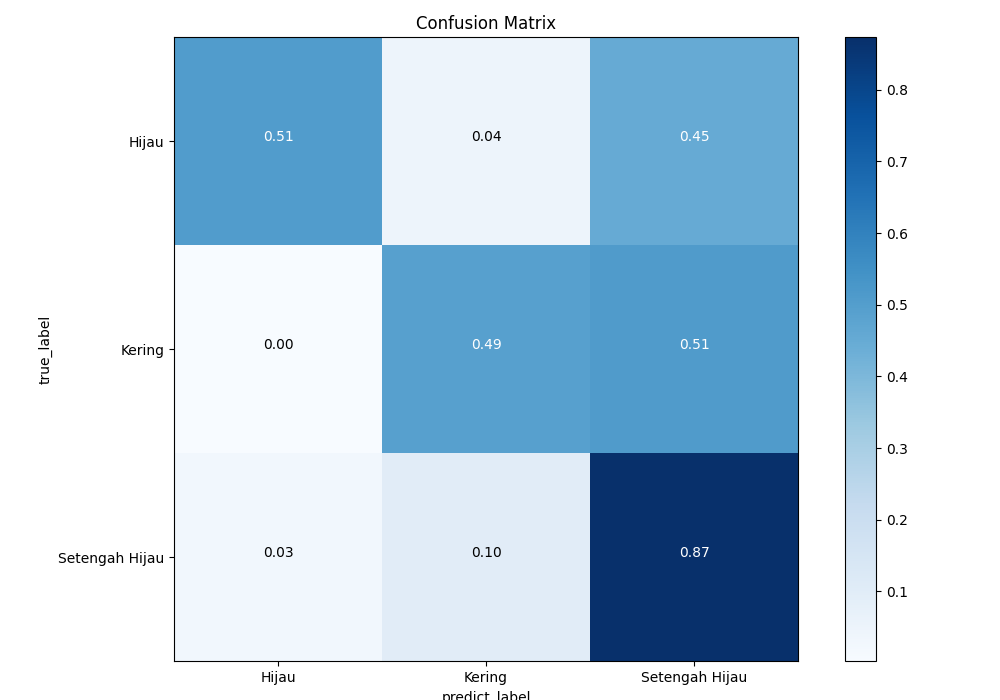 Confusion Matrix
Hijau 0.51 0.04 0.45
Kering 0.00 0.49 0.51
Setengah Hijau 0.03 0.10 0.87
true_label
Hijau Kering Setengah Hijau
predict_label
0.8
0.7
0.6
0.5
0.4
0.3
0.2
0.1